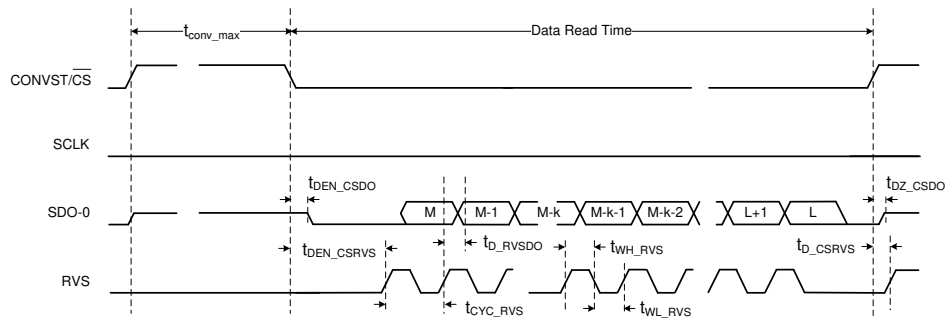 t_conv_max Data Read Time
CONVST/C̅S̅
SCLK
t_DEN_CSDO t_DZ_CSDO
SDO-0 M M-1 M-k M-k-1 M-k-2 L+1 L
t_DEN_CSRVS t_D_RVSDO t_WH_RVS t_D_CSRVS
RVS
t_CYC_RVS t_WL_RVS